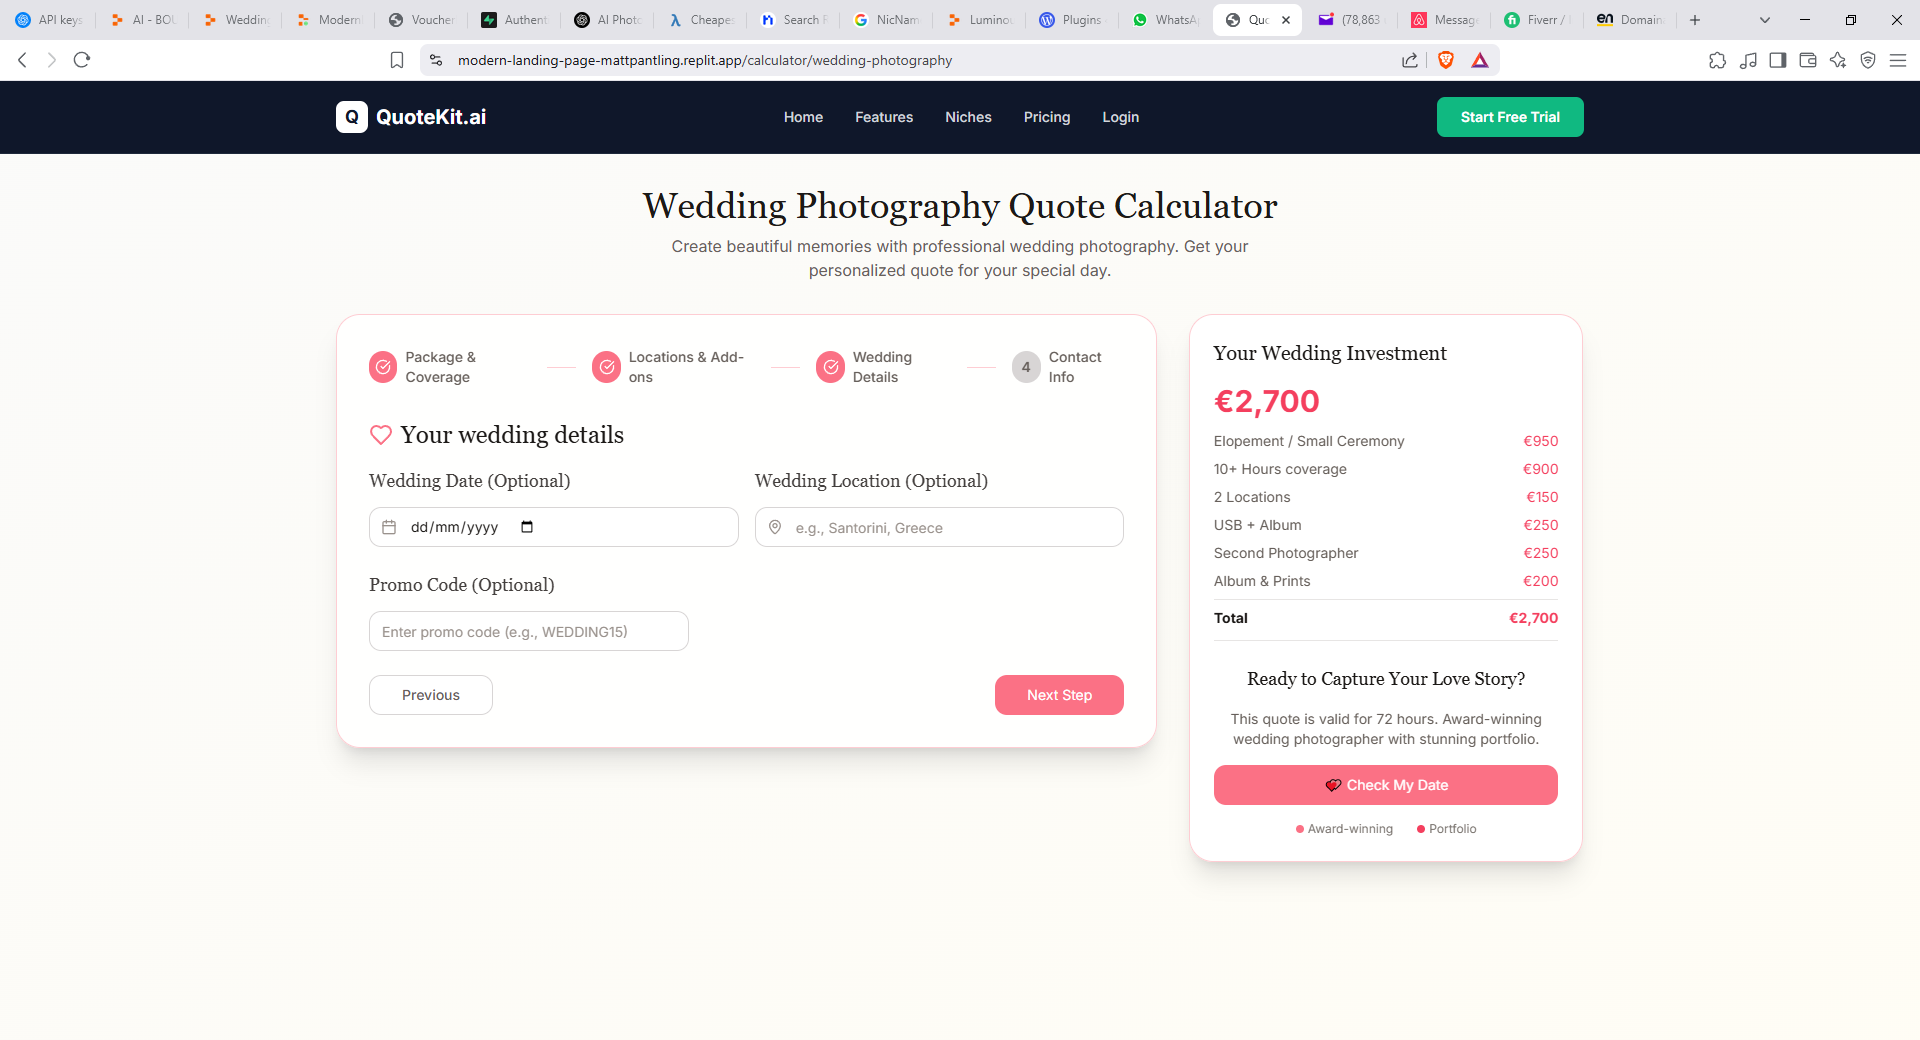 API keys
AI - BOU
Wedding
Modern
Voucher
Authent
AI Photo
Cheapes
Search R
NicNam
Lumino
Plugins
WhatsA
Quo
(78,863
Message
Fiverr /
Domain
modern-landing-page-mattpantling.replit.app/calculator/wedding-photography
Q QuoteKit.ai
Home
Features
Niches
Pricing
Login
Start Free Trial
Wedding Photography Quote Calculator
Create beautiful memories with professional wedding photography. Get your
personalized quote for your special day.
Package &
Coverage
Locations & Add-
ons
Wedding
Details
4
Contact
Info
Your wedding details
Wedding Date (Optional)
dd/mm/yyyy
Wedding Location (Optional)
e.g., Santorini, Greece
Promo Code (Optional)
Enter promo code (e.g., WEDDING15)
Previous
Next Step
Your Wedding Investment
€2,700
Elopement / Small Ceremony €950
10+ Hours coverage €900
2 Locations €150
USB + Album €250
Second Photographer €250
Album & Prints €200
Total €2,700
Ready to Capture Your Love Story?
This quote is valid for 72 hours. Award-winning
wedding photographer with stunning portfolio.
Check My Date
Award-winning
Portfolio